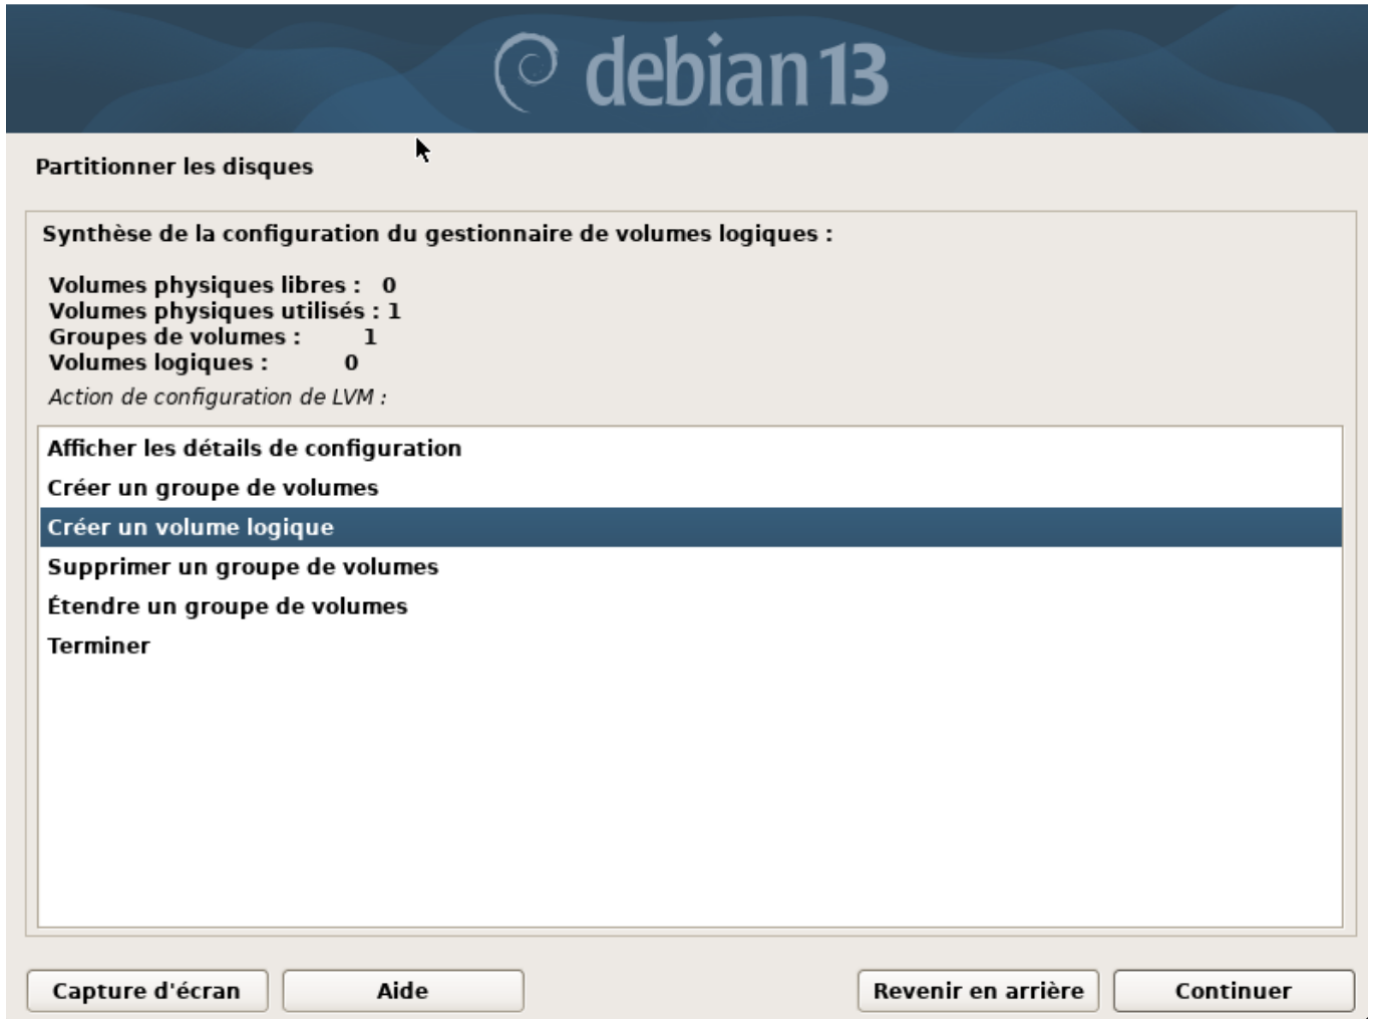 debian 13
Partitionner les disques
Synthèse de la configuration du gestionnaire de volumes logiques :
Volumes physiques libres : 0
Volumes physiques utilisés : 1
Groupes de volumes : 1
Volumes logiques : 0
Action de configuration de LVM :
Afficher les détails de configuration
Créer un groupe de volumes
Créer un volume logique
Supprimer un groupe de volumes
Étendre un groupe de volumes
Terminer
Capture d'écran Aide Revenir en arrière Continuer